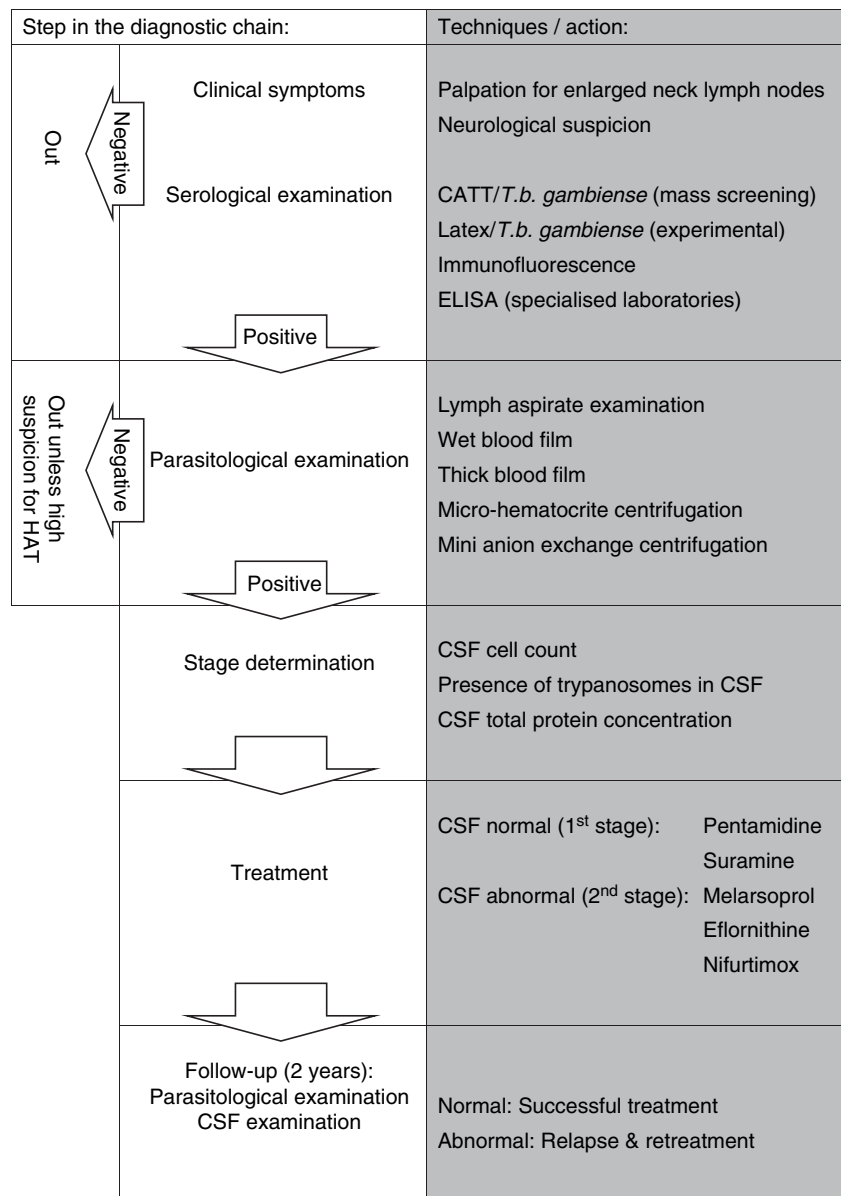 Step in the diagnostic chain:
Techniques / action:
Clinical symptoms
Palpation for enlarged neck lymph nodes
Neurological suspicion
Out
Negative
Serological examination
CATT/T.b. gambiense (mass screening)
Latex/T.b. gambiense (experimental)
Immunofluorescence
ELISA (specialised laboratories)
Positive
Out unless high
suspicion for HAT
Negative
Parasitological examination
Lymph aspirate examination
Wet blood film
Thick blood film
Micro-hematocrite centrifugation
Mini anion exchange centrifugation
Positive
Stage determination
CSF cell count
Presence of trypanosomes in CSF
CSF total protein concentration
Treatment
CSF normal (1st stage): Pentamidine
Suramine
CSF abnormal (2nd stage): Melarsoprol
Eflornithine
Nifurtimox
Follow-up (2 years):
Parasitological examination
CSF examination
Normal: Successful treatment
Abnormal: Relapse & retreatment